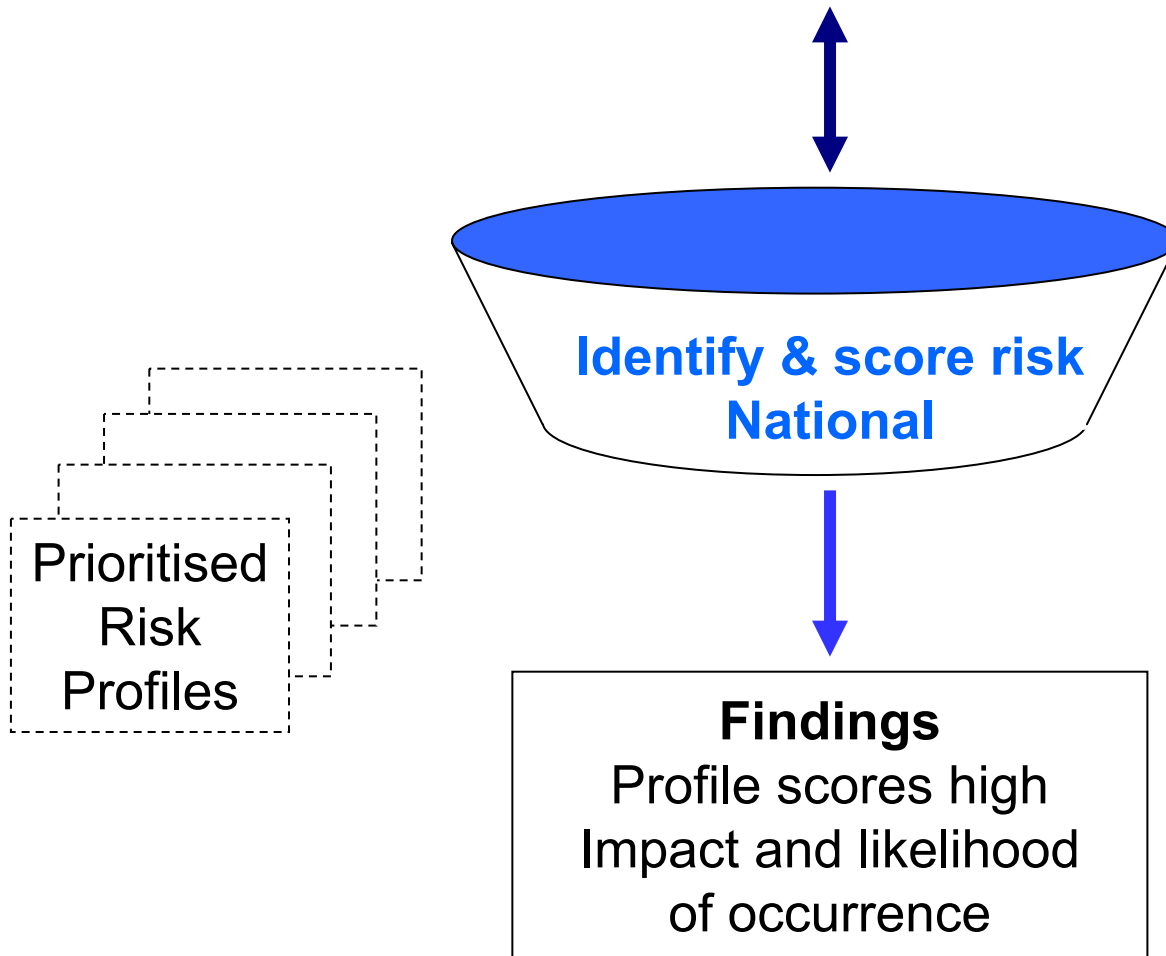 Identify & score risk
National
Prioritised
Risk
Profiles
Findings
Profile scores high
Impact and likelihood
of occurrence